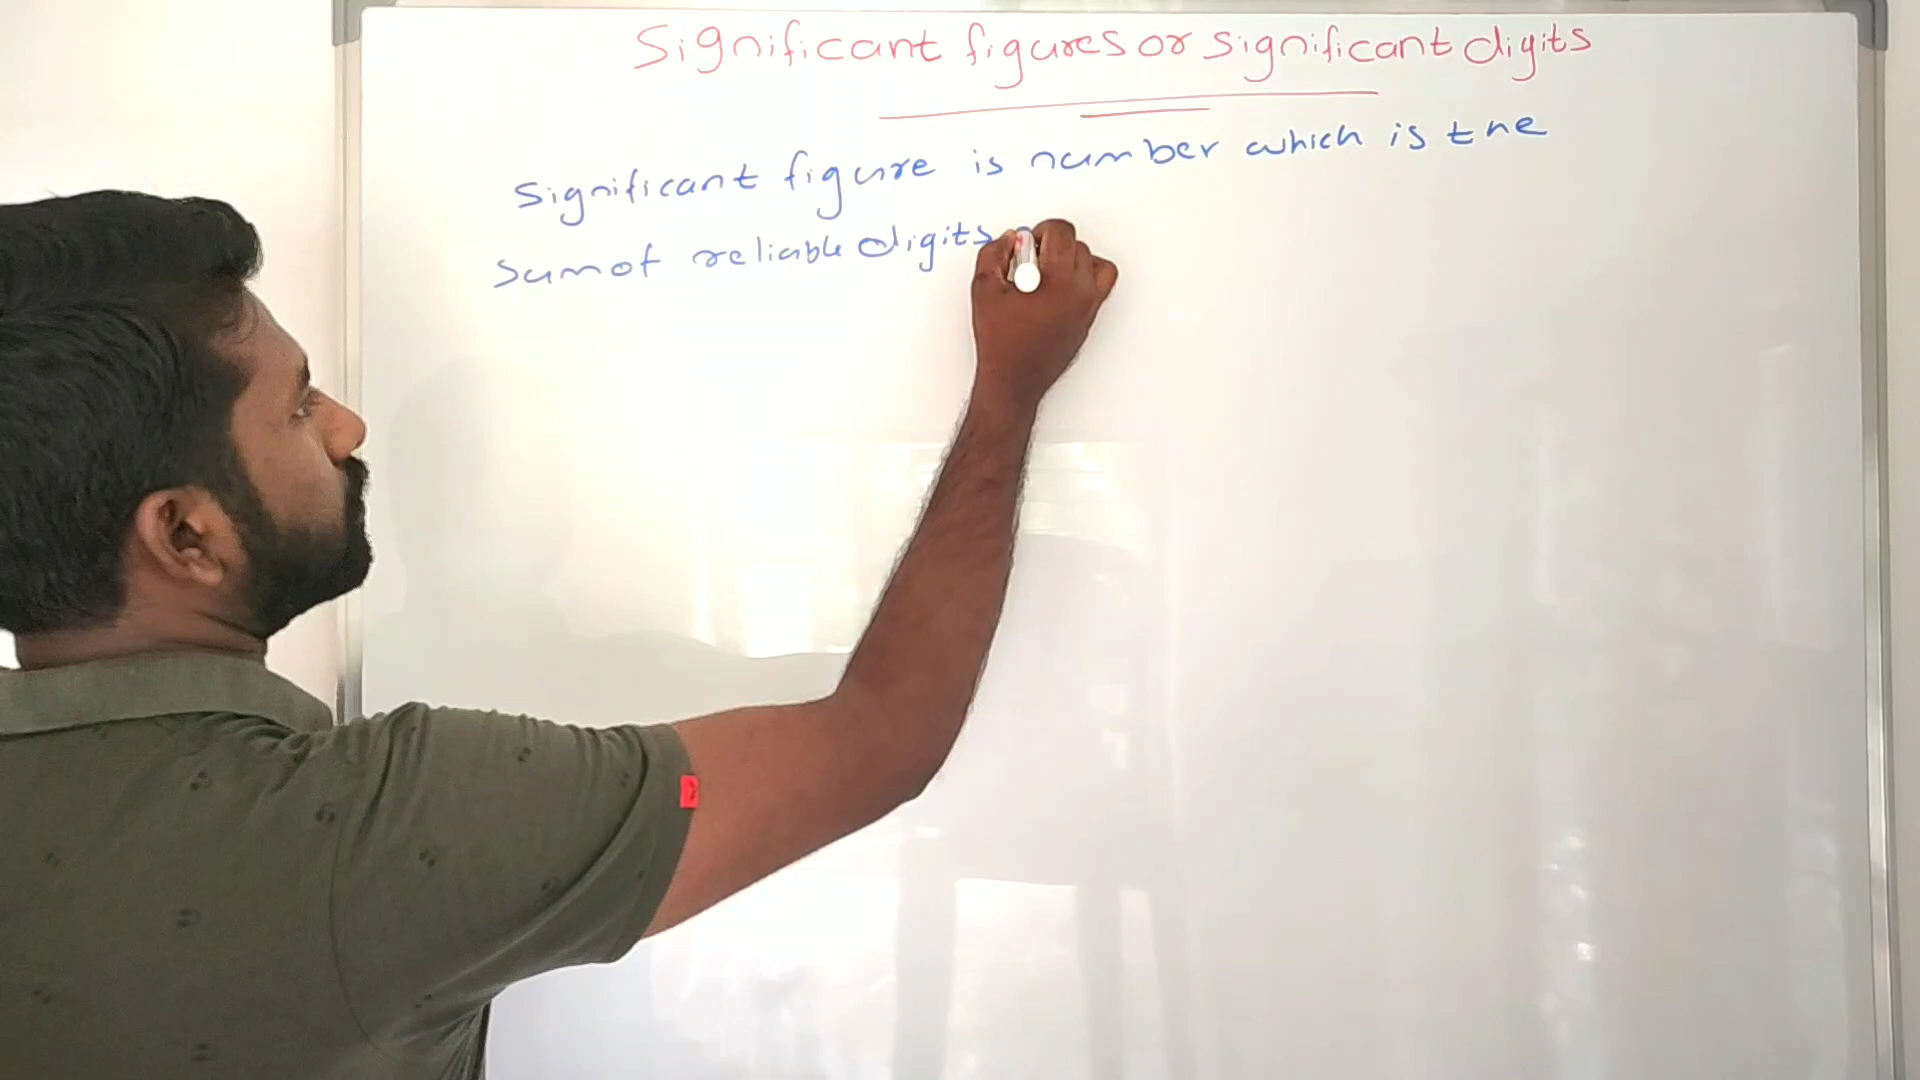 Significant figures or significant digits
Significant figure is number which is the
sum of reliable digits